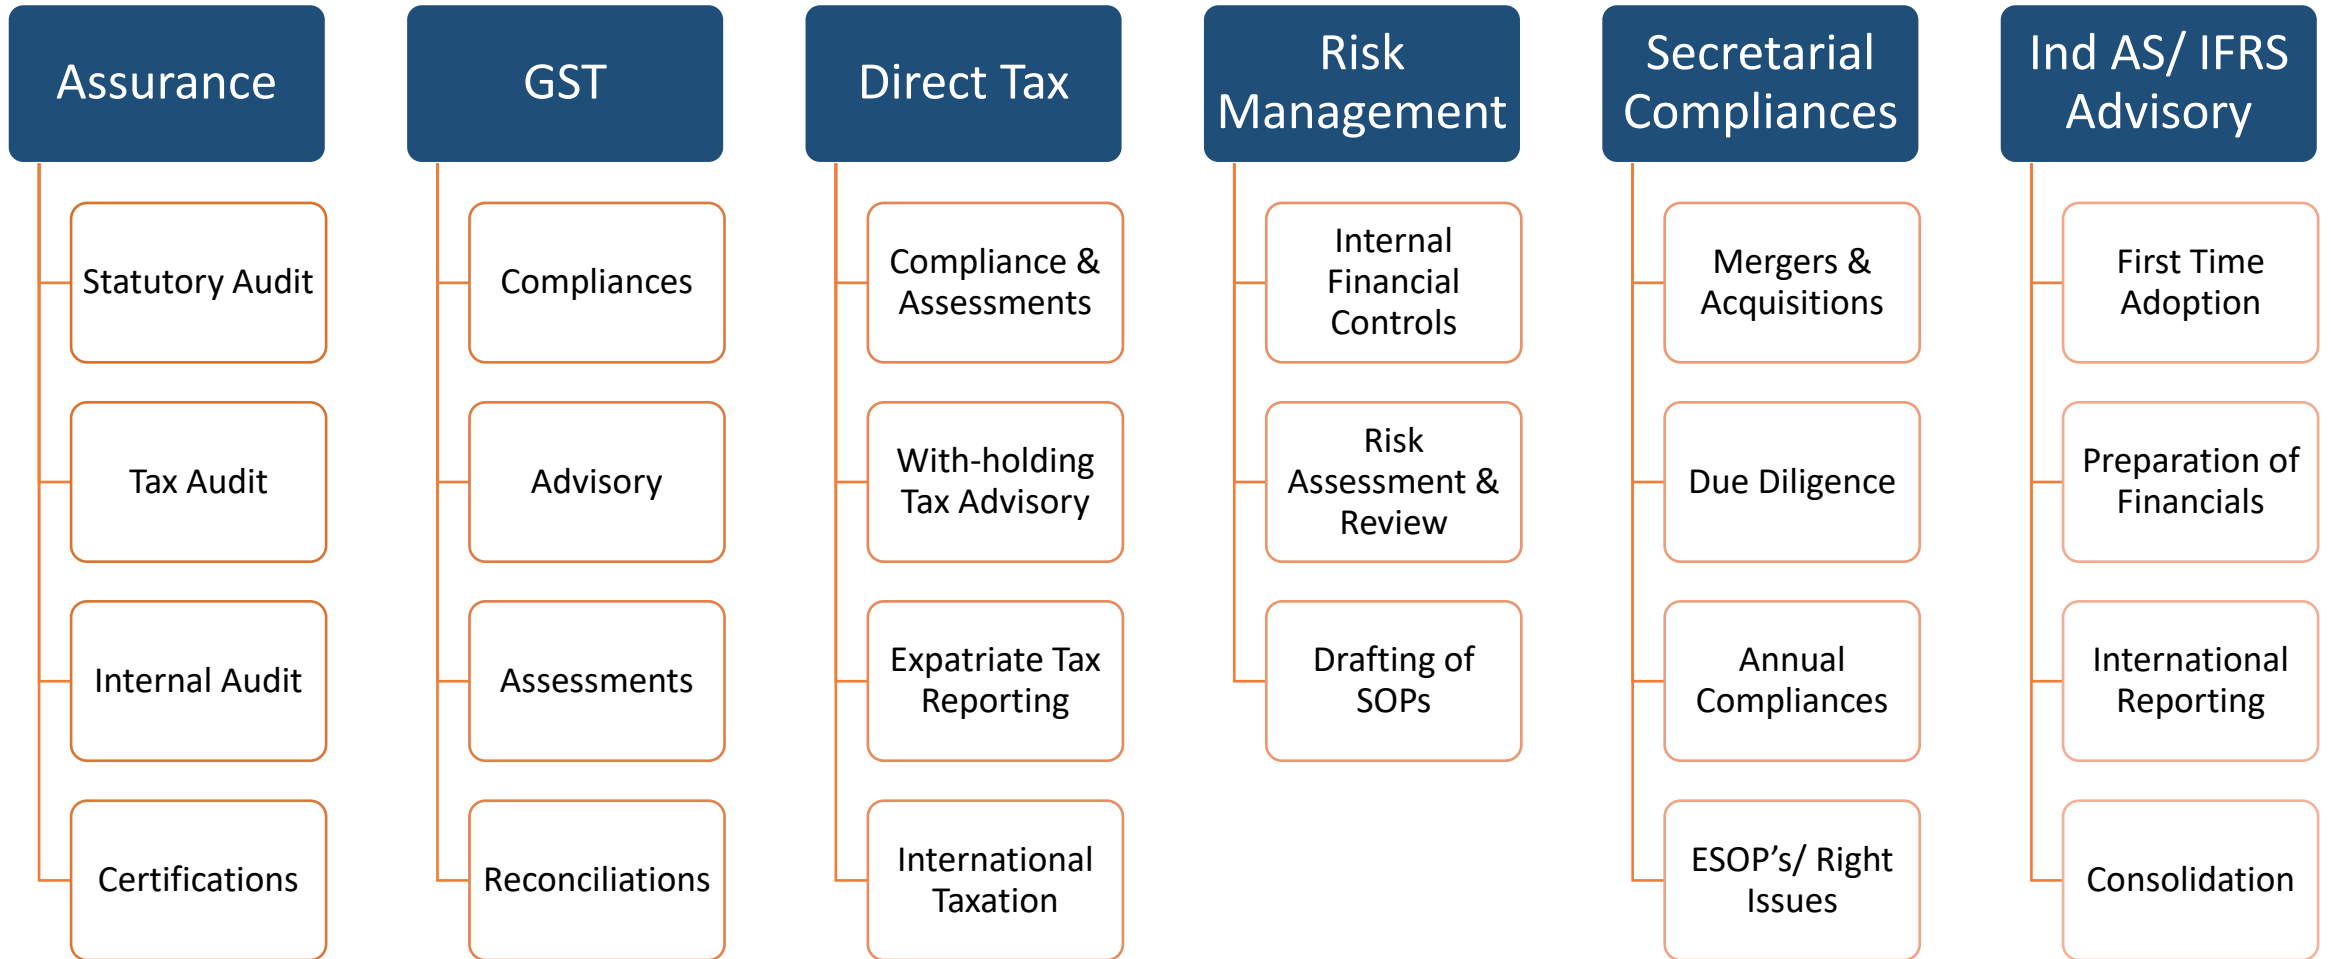 Assurance
Statutory Audit
Tax Audit
Internal Audit
Certifications
GST
Compliances
Advisory
Assessments
Reconciliations
Direct Tax
Compliance &
Assessments
With-holding
Tax Advisory
Expatriate Tax
Reporting
International
Taxation
Risk
Management
Internal
Financial
Controls
Risk
Assessment &
Review
Drafting of
SOPs
Secretarial
Compliances
Mergers &
Acquisitions
Due Diligence
Annual
Compliances
ESOP’s/ Right
Issues
Ind AS/ IFRS
Advisory
First Time
Adoption
Preparation of
Financials
International
Reporting
Consolidation